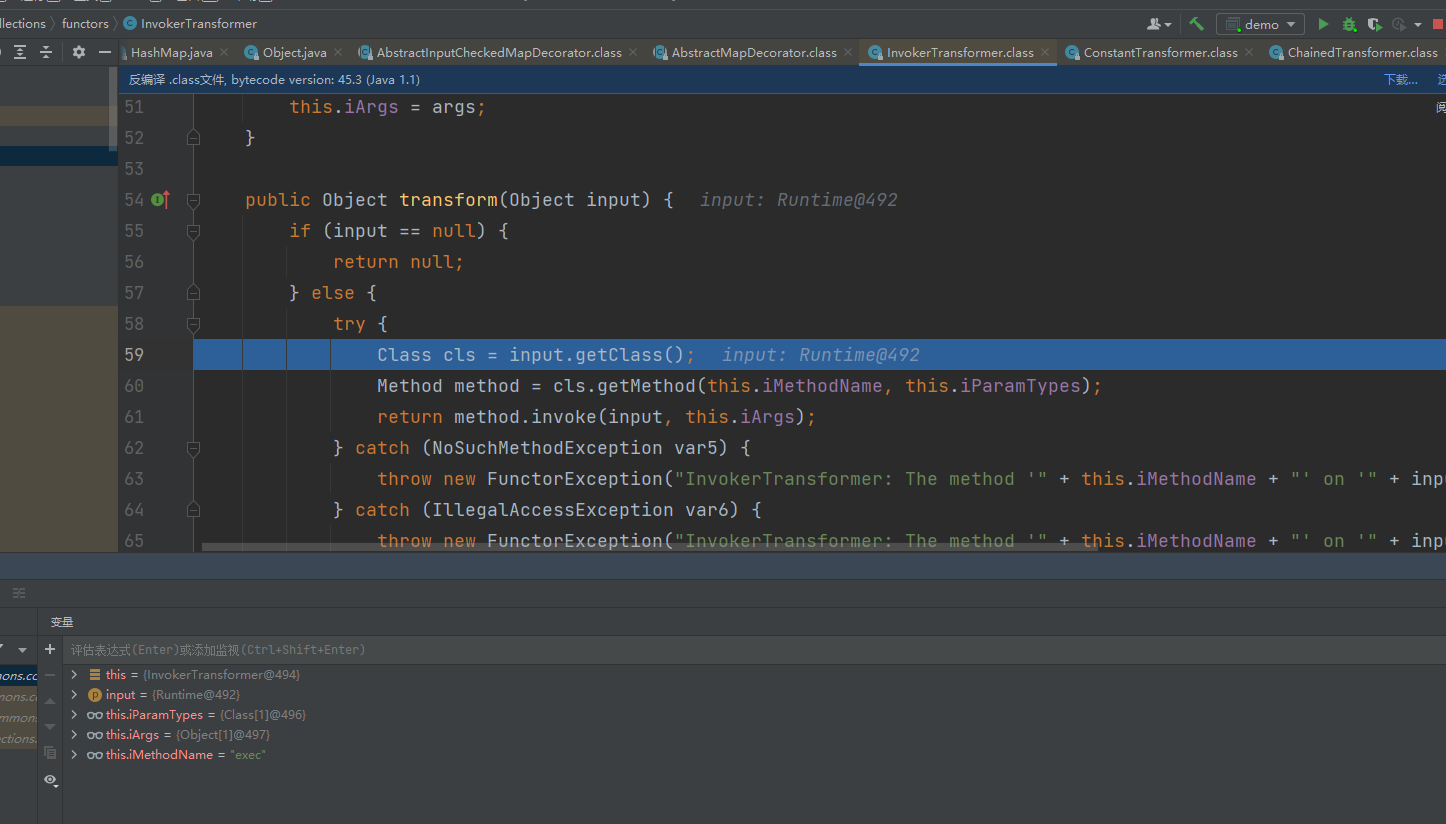 llections functors InvokerTransformer demo
HashMap.java Object.java AbstractInputCheckedMapDecorator.class AbstractMapDecorator.class InvokerTransformer.class ConstantTransformer.class ChainedTransformer.class
反编译 .class文件, bytecode version: 45.3 (Java 1.1) 下载...
51 this.iArgs = args;
52 }
53
54 public Object transform(Object input) { input: Runtime@492
55 if (input == null) {
56 return null;
57 } else {
58 try {
59 Class cls = input.getClass(); input: Runtime@492
60 Method method = cls.getMethod(this.iMethodName, this.iParamTypes);
61 return method.invoke(input, this.iArgs);
62 } catch (NoSuchMethodException var5) {
63 throw new FunctorException("InvokerTransformer: The method '" + this.iMethodName + "' on '" + inpu
64 } catch (IllegalAccessException var6) {
65 throw new FunctorException("InvokerTransformer: The method '" + this.iMethodName + "' on '" + inpu
变量
评估表达式(Enter)或添加监视(Ctrl+Shift+Enter)
mons.co this = {InvokerTransformer@494}
mons.c input = {Runtime@492}
mmons. this.iParamTypes = {Class[1]@496}
ctions. this.iArgs = {Object[1]@497}
this.iMethodName = "exec"